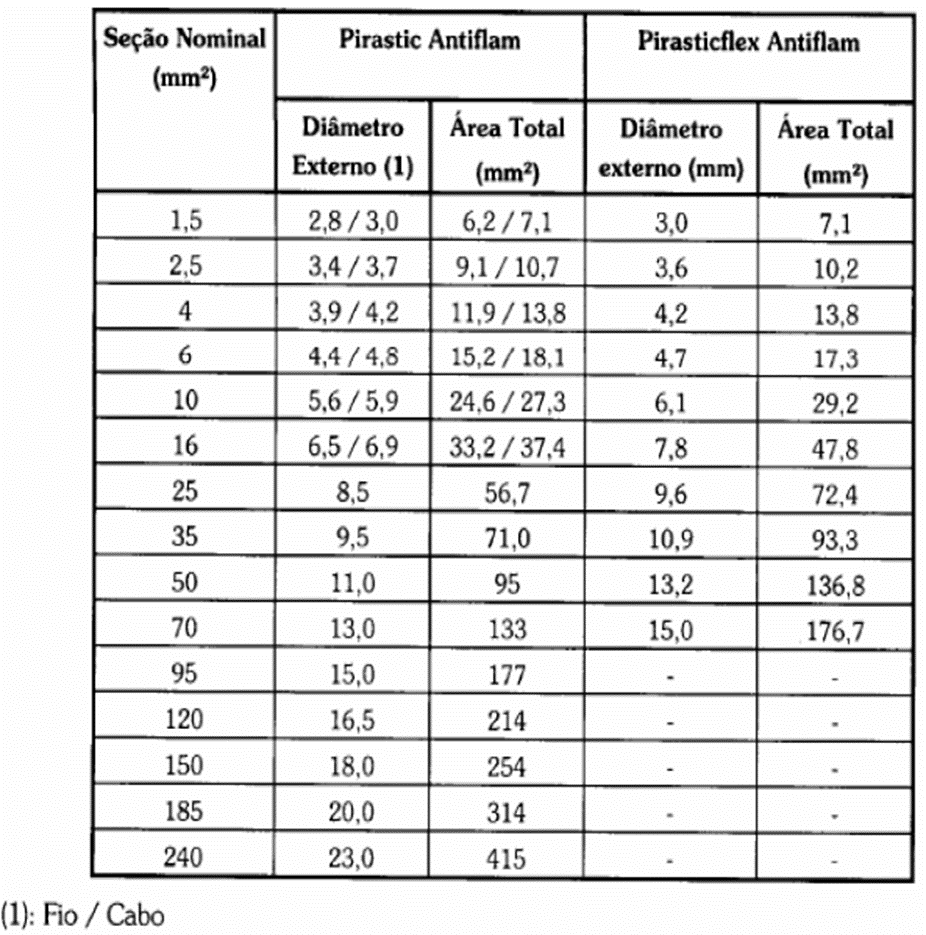 Seção Nominal (mm²) Pirastic Antiflam Pirasticflex Antiflam
Diâmetro Externo (1) Área Total (mm²) Diâmetro externo (mm) Área Total (mm²)
1,5 2,8 / 3,0 6,2 / 7,1 3,0 7,1
2,5 3,4 / 3,7 9,1 / 10,7 3,6 10,2
4 3,9 / 4,2 11,9 / 13,8 4,2 13,8
6 4,4 / 4,8 15,2 / 18,1 4,7 17,3
10 5,6 / 5,9 24,6 / 27,3 6,1 29,2
16 6,5 / 6,9 33,2 / 37,4 7,8 47,8
25 8,5 56,7 9,6 72,4
35 9,5 71,0 10,9 93,3
50 11,0 95 13,2 136,8
70 13,0 133 15,0 176,7
95 15,0 177 - -
120 16,5 214 - -
150 18,0 254 - -
185 20,0 314 - -
240 23,0 415 - -
(1): Fio / Cabo